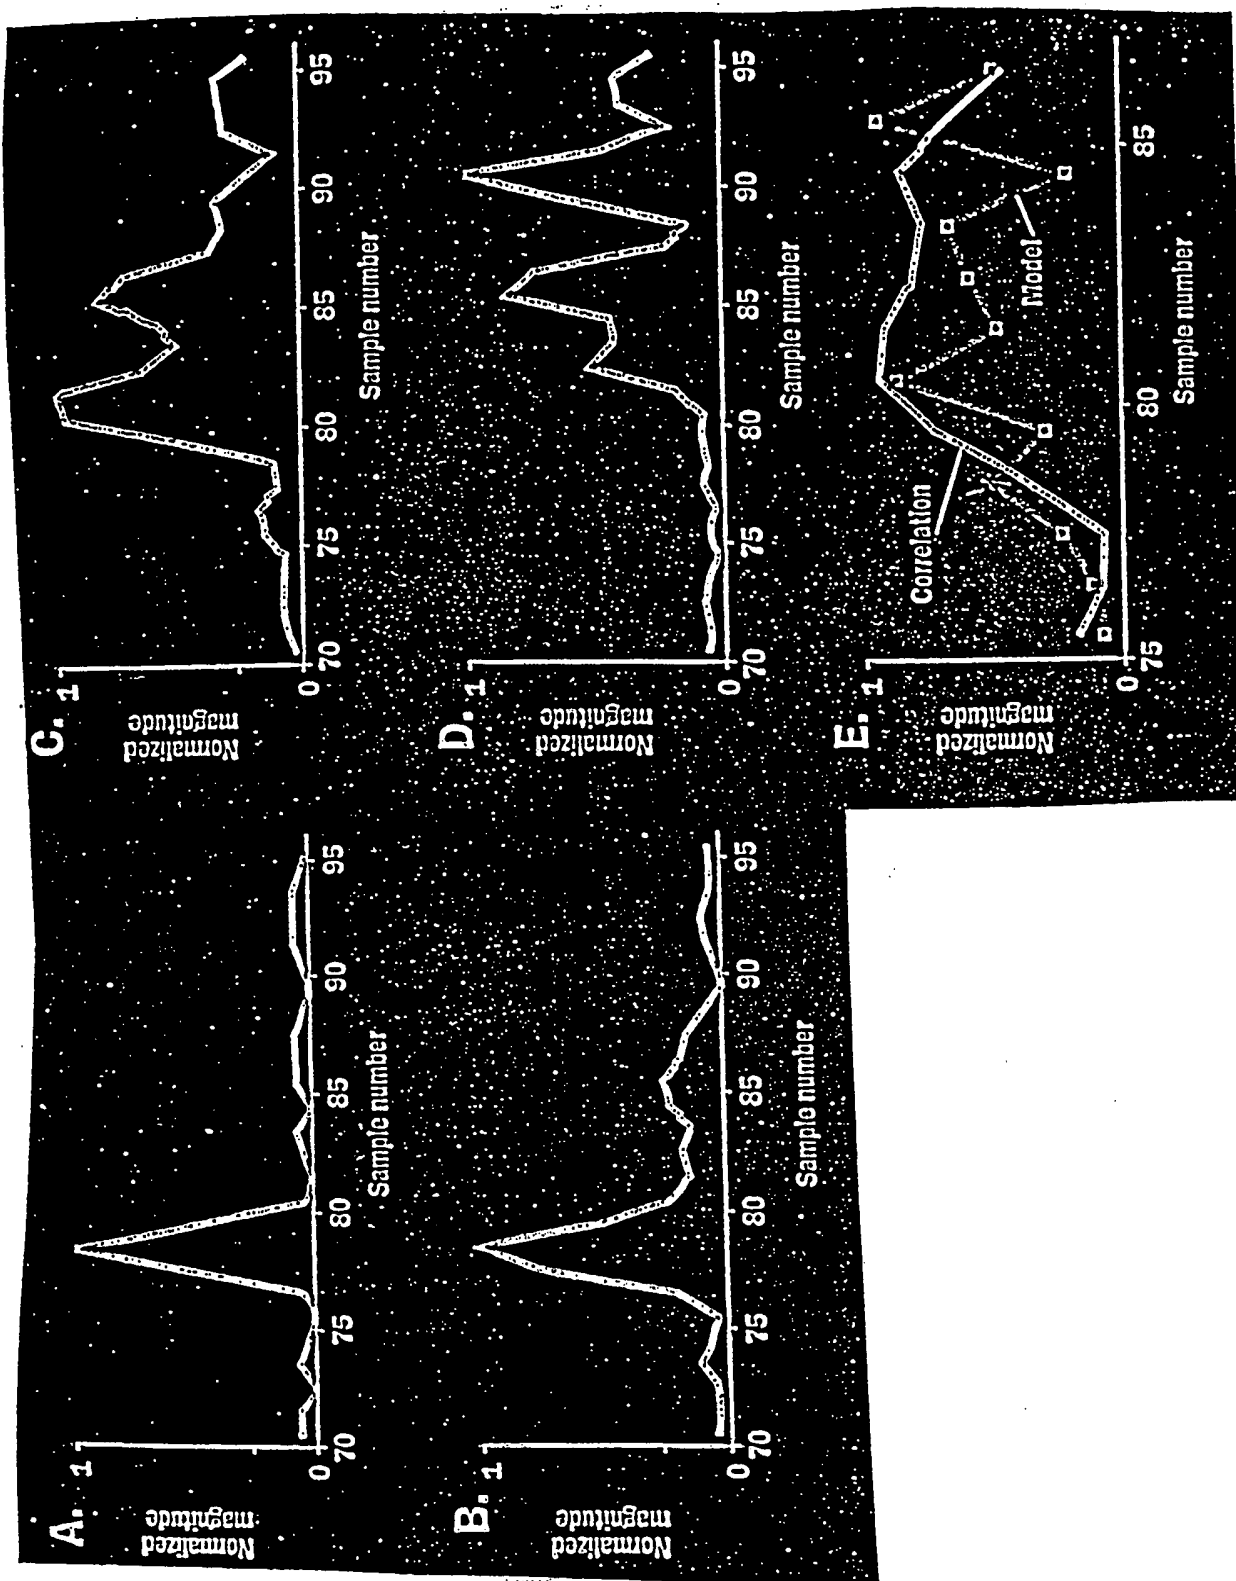 A.
Normalized
magnitude
1
0
70
75
80
85
90
95
Sample number
B.
Normalized
magnitude
1
0
70
75
80
85
90
95
Sample number
C.
Normalized
magnitude
1
0
70
75
80
85
90
95
Sample number
D.
Normalized
magnitude
1
0
70
75
80
85
90
95
Sample number
E.
Normalized
magnitude
1
0
75
80
85
Correlation
Model
Sample number